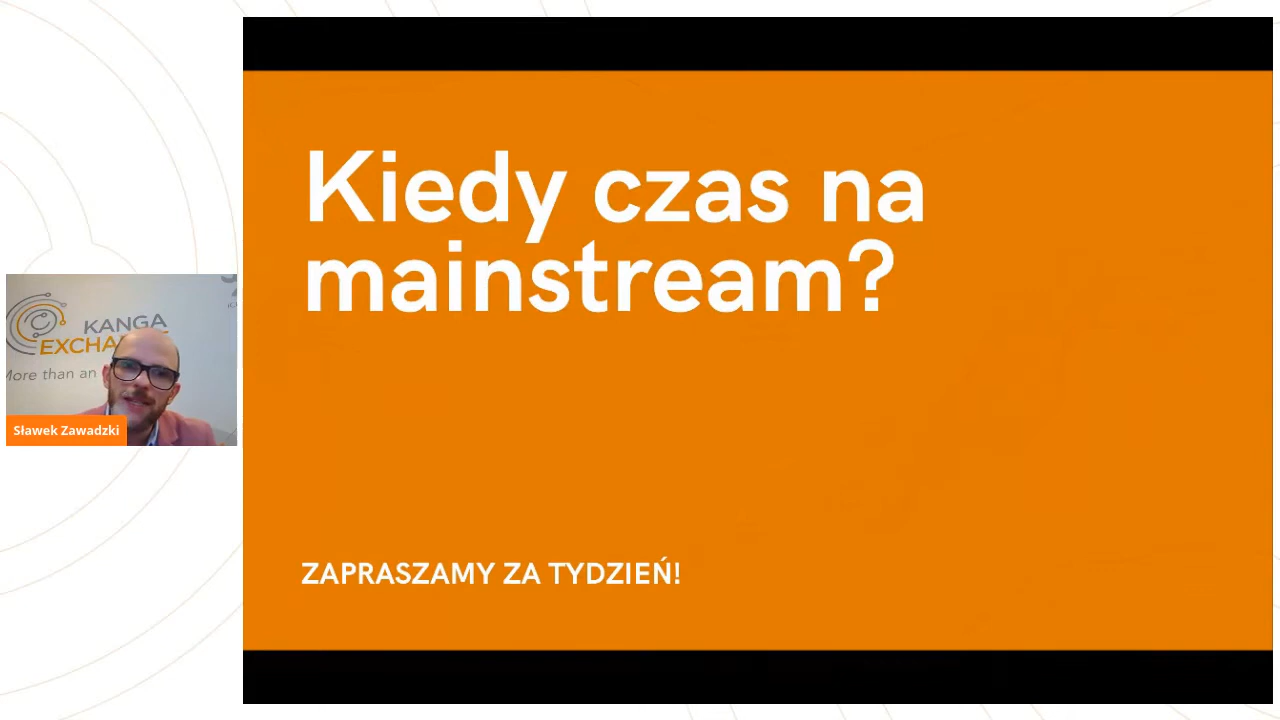 Kiedy czas na
mainstream?
KANGA
More than an
Sławek Zawadzki
ZAPRASZAMY ZA TYDZIEŃ!